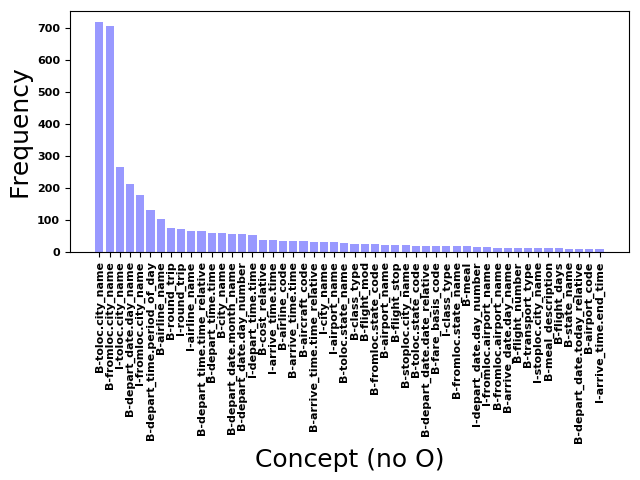 Frequency
700
600
500
400
300
200
100
0
B-toloc.city_name
B-fromloc.city_name
I-toloc.city_name
B-depart_date.day_name
I-fromloc.city_name
B-depart_time.period_of_day
B-airline_name
B-round_trip
I-round_trip
I-airline_name
B-depart_time.time_relative
B-depart_time.time
B-city_name
B-depart_date.month_name
B-depart_date.day_number
I-depart_time.time
B-cost_relative
I-arrive_time.time
B-airline_code
B-arrive_time.time
B-aircraft_code
B-arrive_time.time_relative
I-city_name
I-airport_name
B-toloc.state_name
B-class_type
B-flight_mod
B-fromloc.state_code
B-airport_name
B-flight_stop
B-stoploc.city_name
B-toloc.state_code
B-depart_date.date_relative
B-fare_basis_code
I-class_type
B-fromloc.state_name
B-meal
I-depart_date.day_number
I-fromloc.airport_name
B-fromloc.airport_name
B-arrive_date.day_name
B-flight_number
B-transport_type
I-stoploc.city_name
B-meal_description
B-flight_days
B-state_name
B-depart_date.today_relative
B-airport_code
I-arrive_time.end_time
Concept (no O)